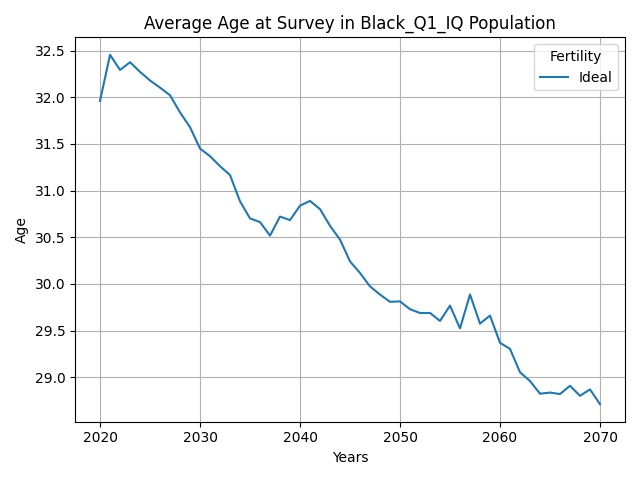 Average Age at Survey in Black_Q1_IQ Population
Fertility
Ideal
32.5
32.0
31.5
31.0
30.5
30.0
29.5
29.0
Age
2020 2030 2040 2050 2060 2070
Years